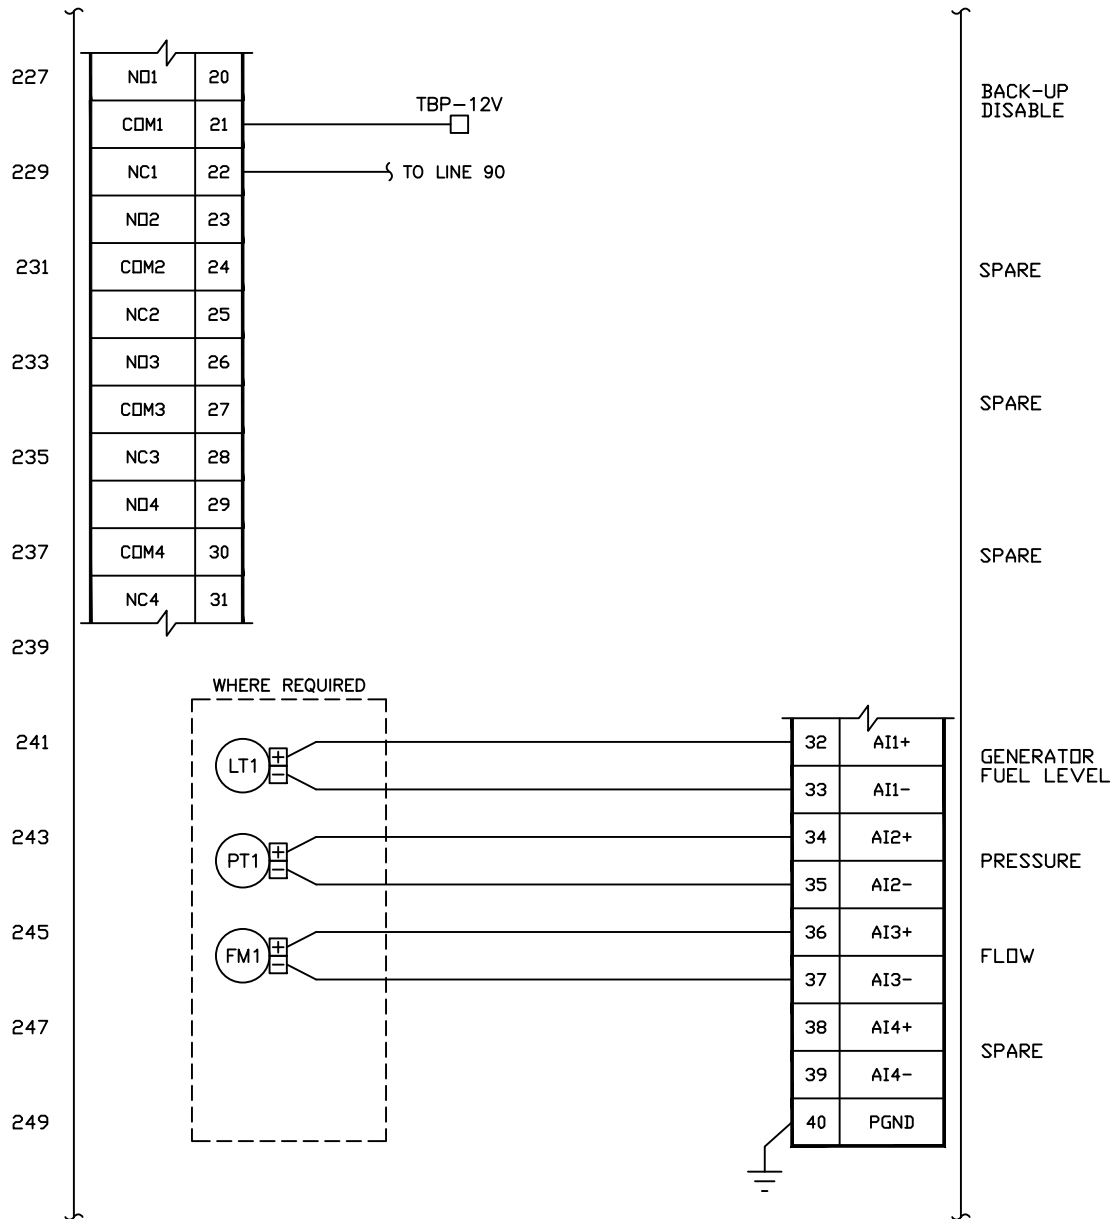 227 NO1 20
BACK-UP
DISABLE
COM1 21 TBP-12V
229 NC1 22 TO LINE 90
NO2 23
231 COM2 24 SPARE
NC2 25
233 NO3 26
COM3 27 SPARE
235 NC3 28
NO4 29
237 COM4 30 SPARE
NC4 31
239
WHERE REQUIRED
241 32 AI1+
LT1 + −
GENERATOR
FUEL LEVEL
33 AI1-
243 34 AI2+
PT1 + − PRESSURE
35 AI2-
245 36 AI3+
FM1 + − FLOW
37 AI3-
247 38 AI4+
SPARE
39 AI4-
249 40 PGND